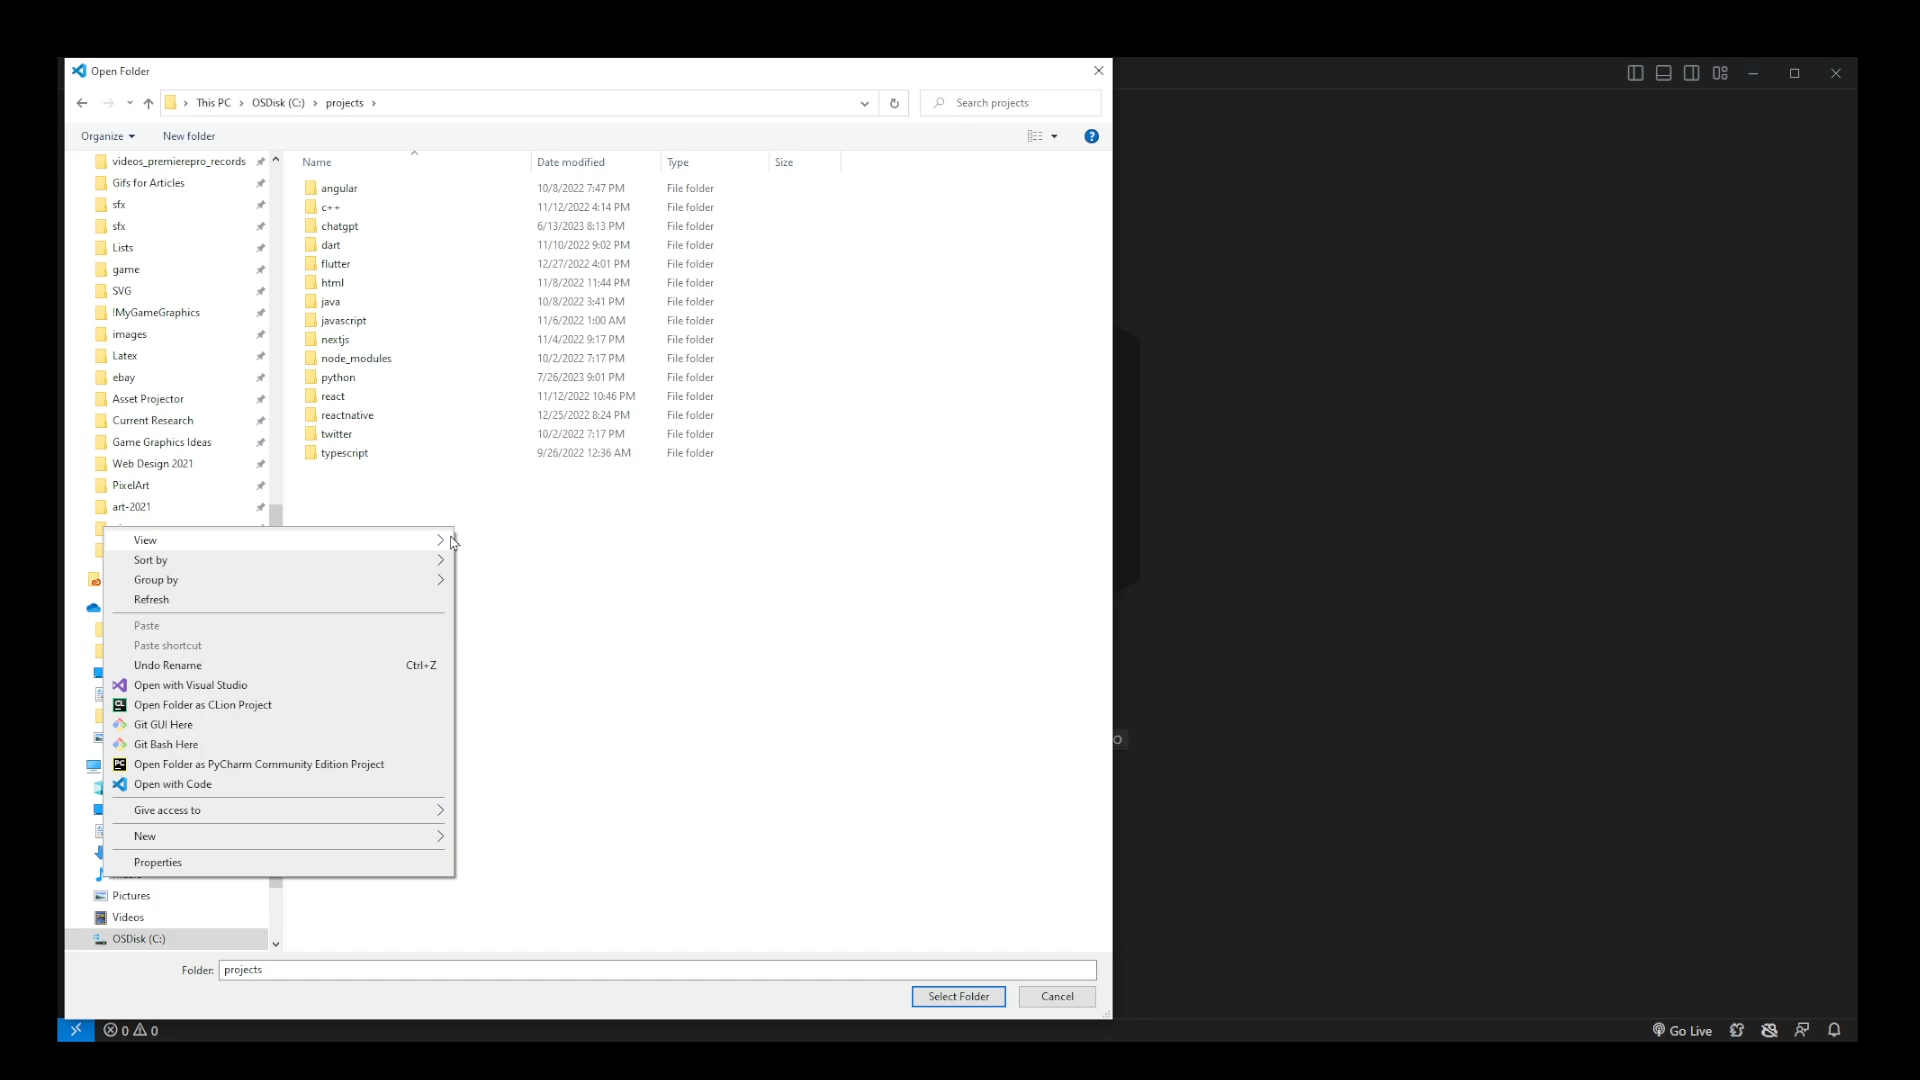 Open Folder
This PC > OSDisk (C:) > projects >
Search projects
Organize
New folder
Name Date modified Type Size
videos_premierepro_records
Gifs for Articles
sfx
sfx
Lists
game
SVG
!MyGameGraphics
images
Latex
ebay
Asset Projector
Current Research
Game Graphics Ideas
Web Design 2021
PixelArt
art-2021
angular 10/8/2022 7:47 PM File folder
c++ 11/12/2022 4:14 PM File folder
chatgpt 6/13/2023 8:13 PM File folder
dart 11/10/2022 9:02 PM File folder
flutter 12/27/2022 4:01 PM File folder
html 11/8/2022 11:44 PM File folder
java 10/8/2022 3:41 PM File folder
javascript 11/6/2022 1:00 AM File folder
nextjs 11/4/2022 9:17 PM File folder
node_modules 10/2/2022 7:17 PM File folder
python 7/26/2023 9:01 PM File folder
react 11/12/2022 10:46 PM File folder
reactnative 12/25/2022 8:24 PM File folder
twitter 10/2/2022 7:17 PM File folder
typescript 9/26/2022 12:36 AM File folder
View
Sort by
Group by
Refresh
Paste
Paste shortcut
Undo Rename Ctrl+Z
Open with Visual Studio
Open Folder as CLion Project
Git GUI Here
Git Bash Here
Open Folder as PyCharm Community Edition Project
Open with Code
Give access to
New
Properties
Pictures
Videos
OSDisk (C:)
Folder: projects
Select Folder Cancel
0 0
Go Live